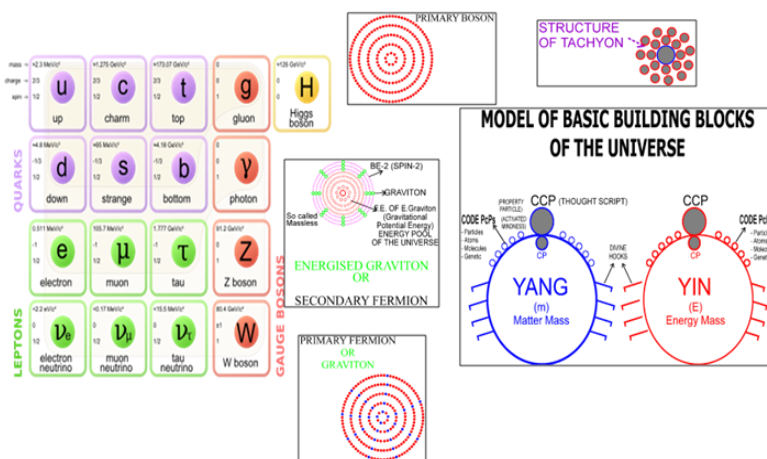 mass → ≈2.3 MeV/c² ≈1.275 GeV/c² ≈173.07 GeV/c² 0 ≈126 GeV/c²
charge → 2/3 2/3 2/3 0 0
spin → 1/2 1/2 1/2 1 0
u c t g H
up charm top gluon Higgs
boson
QUARKS
≈4.8 MeV/c² ≈95 MeV/c² ≈4.18 GeV/c² 0
-1/3 -1/3 -1/3 0
1/2 1/2 1/2 1
d s b γ
down strange bottom photon
LEPTONS
0.511 MeV/c² 105.7 MeV/c² 1.777 GeV/c² 91.2 GeV/c²
-1 -1 -1 0
1/2 1/2 1/2 1
e μ τ Z
electron muon tau Z boson
<2.2 eV/c² <0.17 MeV/c² <15.5 MeV/c² 80.4 GeV/c²
0 0 0 ±1
1/2 1/2 1/2 1
νe νμ ντ W
electron
neutrino
muon
neutrino
tau
neutrino
W boson
GAUGE BOSONS
PRIMARY BOSON
BE-2 (SPIN-2)
GRAVITON
So called
Massless
(Gravitational
Potential Energy)
ENERGY POOL
OF THE UNIVERSE
ENERGISED GRAVITON
OR
SECONDARY FERMION
PRIMARY FERMION
OR
GRAVITON
STRUCTURE
OF TACHYON
MODEL OF BASIC BUILDING BLOCKS
OF THE UNIVERSE
CCP (THOUGHT SCRIPT)
CCP
(PROPERTY
PARTICLE)
(ACTIVATED
MINDNESS)
CODE PcPs
- Particles
- Atoms
- Molecules
- Genetic
CP
DIVINE
HOOKS
CP
YANG
(m)
Matter Mass
YIN
(E)
Energy Mass